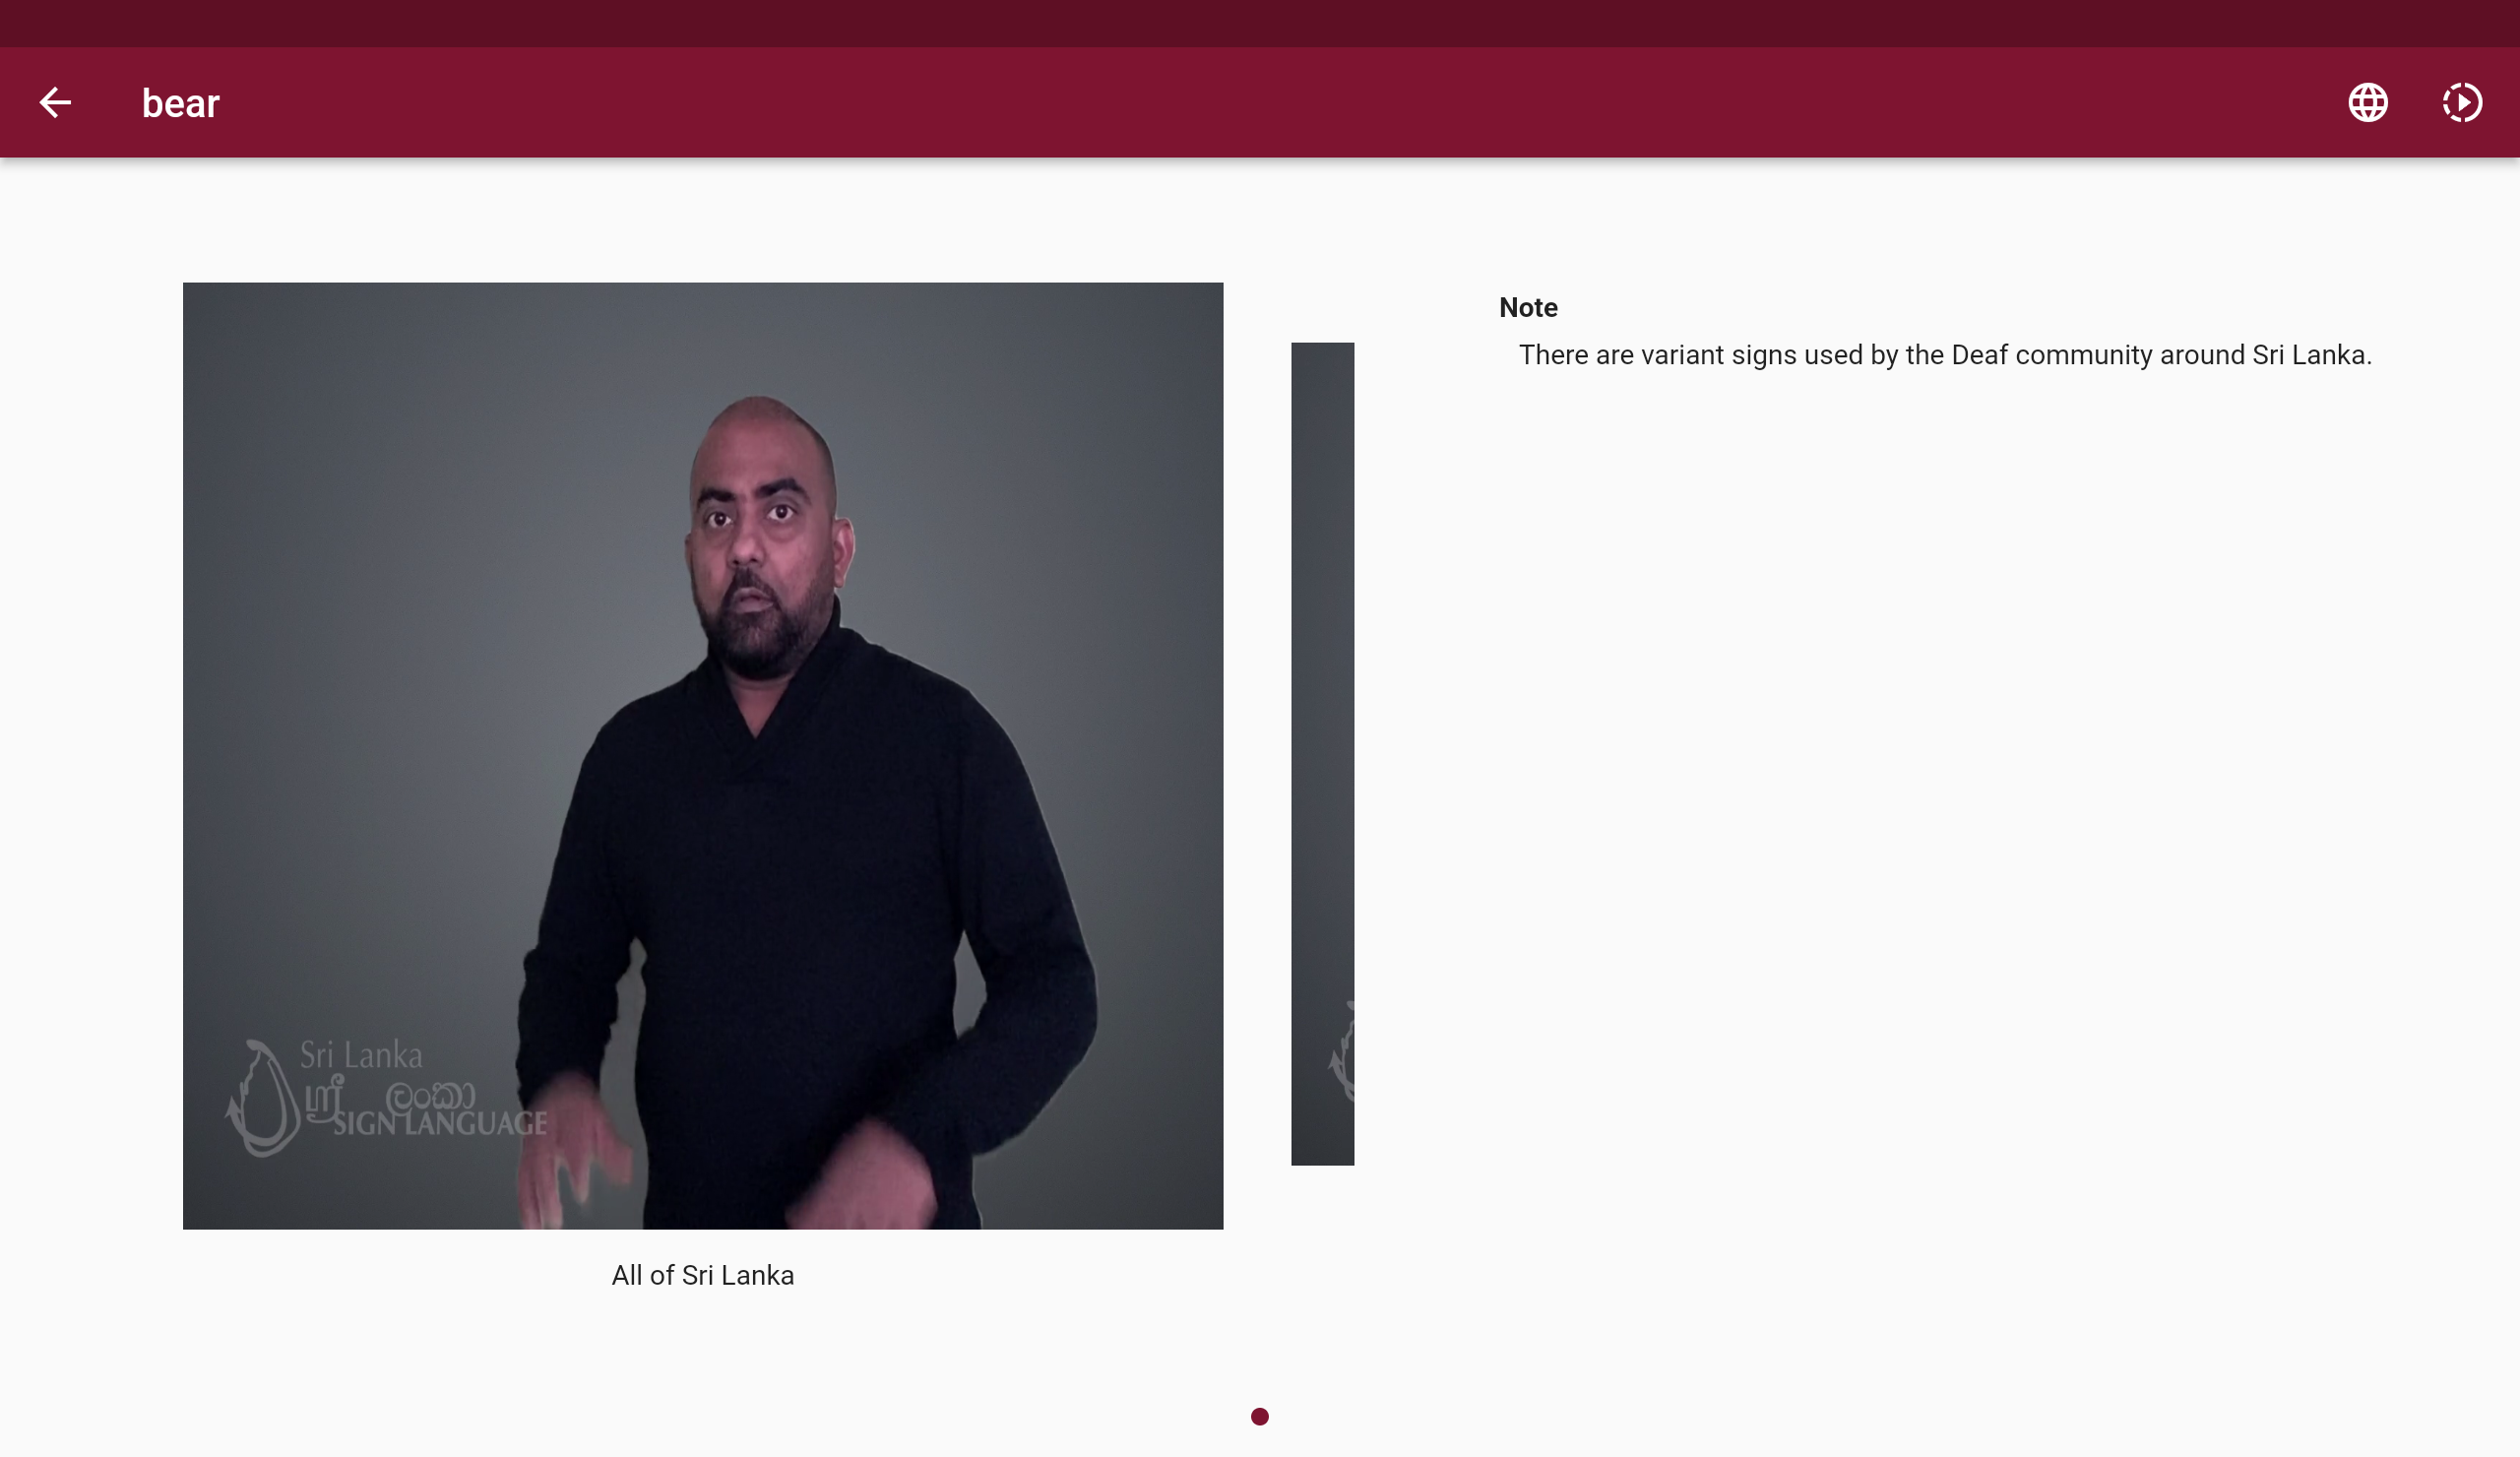 bear
Note
There are variant signs used by the Deaf community around Sri Lanka.
Sri Lanka
ශ්‍රී ලංකා
SIGN LANGUAGE
All of Sri Lanka